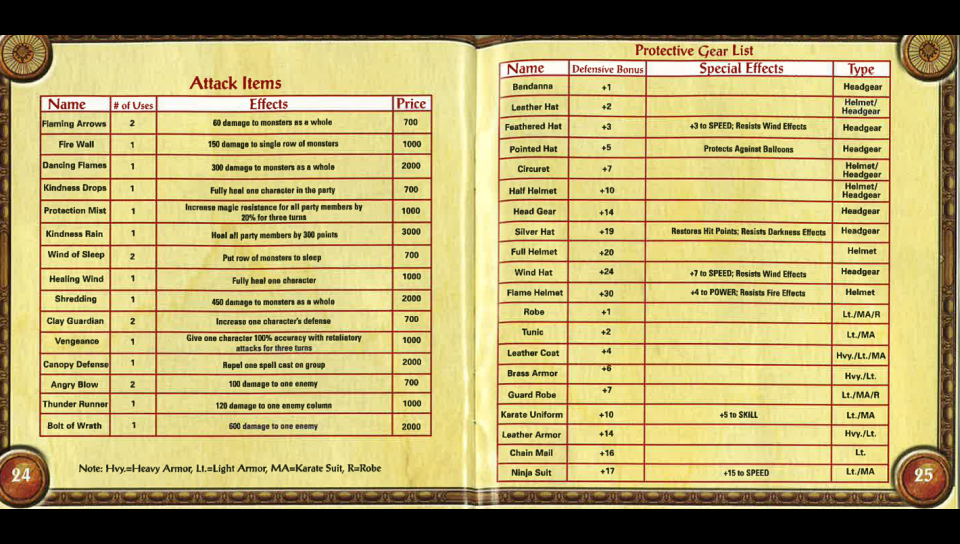 Attack Items
Name # of Uses Effects Price
Flaming Arrows 2 60 damage to monsters as a whole 700
Fire Wall 1 150 damage to single row of monsters 1000
Dancing Flames 1 300 damage to monsters as a whole 2000
Kindness Drops 1 Fully heal one character in the party 700
Protection Mist 1 Increase magic resistance for all party members by 20% for three turns 1000
Kindness Rain 1 Heal all party members by 300 points 3000
Wind of Sleep 2 Put row of monsters to sleep 700
Healing Wind 1 Fully heal one character 1000
Shredding 1 450 damage to monsters as a whole 2000
Clay Guardian 2 Increase one character's defense 700
Vengeance 1 Give one character 100% accuracy with retaliatory attacks for three turns 1000
Canopy Defense 1 Repel one spell cast on group 2000
Angry Blow 2 100 damage to one enemy 700
Thunder Runner 1 120 damage to one enemy column 1000
Bolt of Wrath 1 600 damage to one enemy 2000
Note: Hvy.=Heavy Armor, Lt.=Light Armor, MA=Karate Suit, R=Robe
24
Protective Gear List
Name Defensive Bonus Special Effects Type
Bandanna +1 Headgear
Leather Hat +2 Helmet/Headgear
Feathered Hat +3 +3 to SPEED; Resists Wind Effects Headgear
Pointed Hat +5 Protects Against Balloons Headgear
Circuret +7 Helmet/Headgear
Half Helmet +10 Helmet/Headgear
Head Gear +14 Headgear
Silver Hat +19 Restores Hit Points; Resists Darkness Effects Headgear
Full Helmet +20 Helmet
Wind Hat +24 +7 to SPEED; Resists Wind Effects Headgear
Flame Helmet +30 +4 to POWER; Resists Fire Effects Helmet
Robe +1 Lt./MA/R
Tunic +2 Lt./MA
Leather Coat +4 Hvy./Lt./MA
Brass Armor +6 Hvy./Lt.
Guard Robe +7 Lt./MA/R
Karate Uniform +10 +5 to SKILL Lt./MA
Leather Armor +14 Hvy./Lt.
Chain Mail +16 Lt.
Ninja Suit +17 +15 to SPEED Lt./MA
25